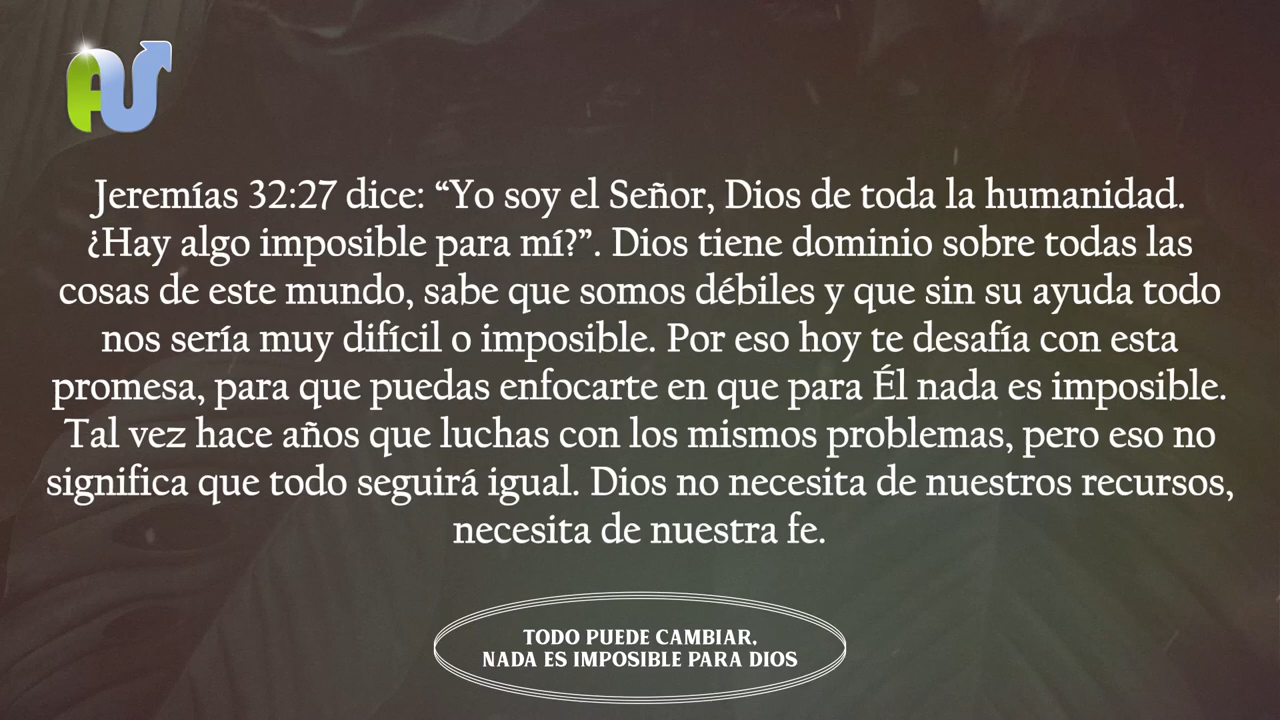 AU
Jeremías 32:27 dice: “Yo soy el Señor, Dios de toda la humanidad.
¿Hay algo imposible para mí?”. Dios tiene dominio sobre todas las
cosas de este mundo, sabe que somos débiles y que sin su ayuda todo
nos sería muy difícil o imposible. Por eso hoy te desafía con esta
promesa, para que puedas enfocarte en que para Él nada es imposible.
Tal vez hace años que luchas con los mismos problemas, pero eso no
significa que todo seguirá igual. Dios no necesita de nuestros recursos,
necesita de nuestra fe.
TODO PUEDE CAMBIAR,
NADA ES IMPOSIBLE PARA DIOS